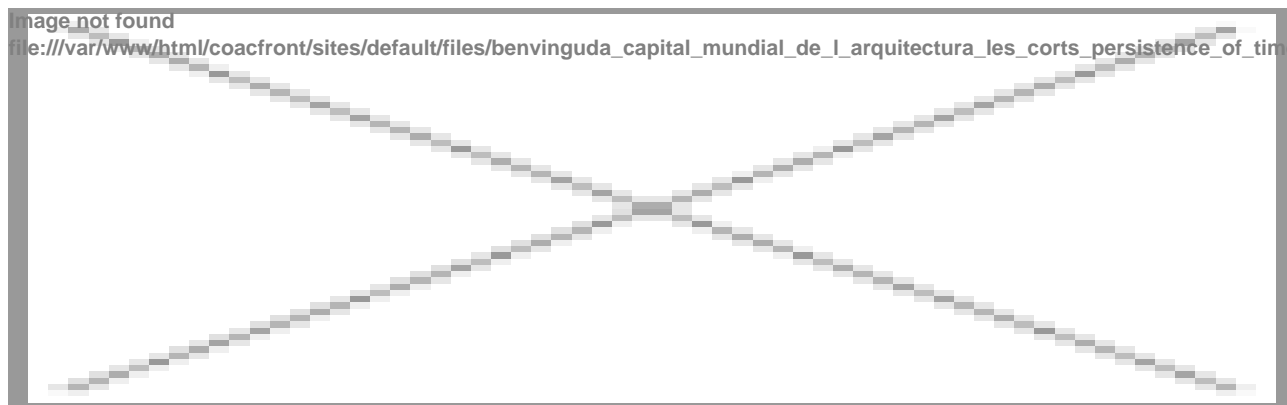 Image not found
file:///var/www/html/coacfront/sites/default/files/benvinguda_capital_mundial_de_l_arquitectura_les_corts_persistence_of_tim